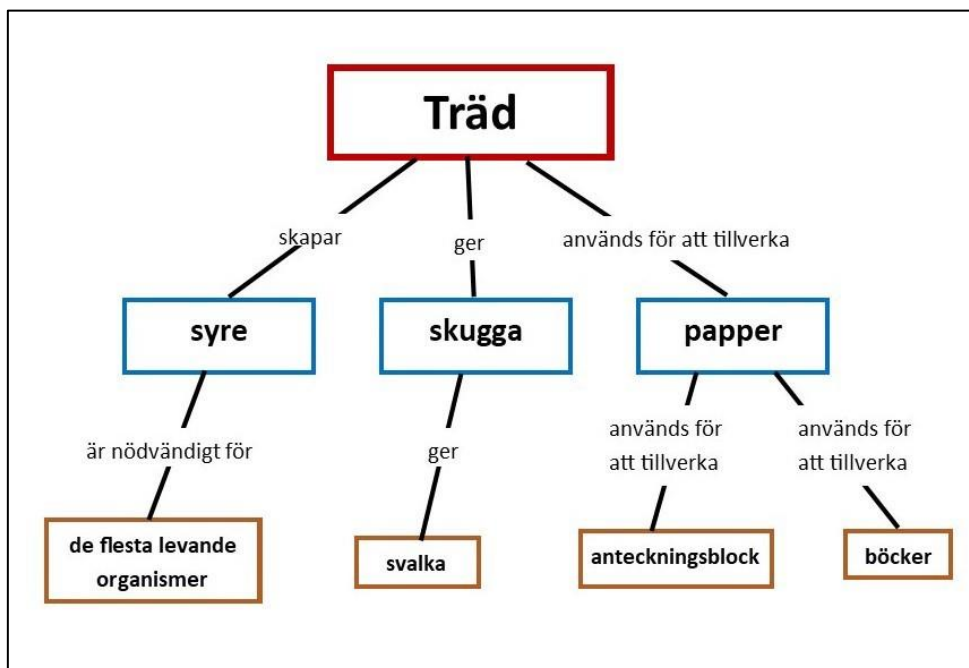 Träd
skapar
ger
används för att tillverka
syre
skugga
papper
är nödvändigt för
ger
används för
att tillverka
används för
att tillverka
de flesta levande
organismer
svalka
anteckningsblock
böcker